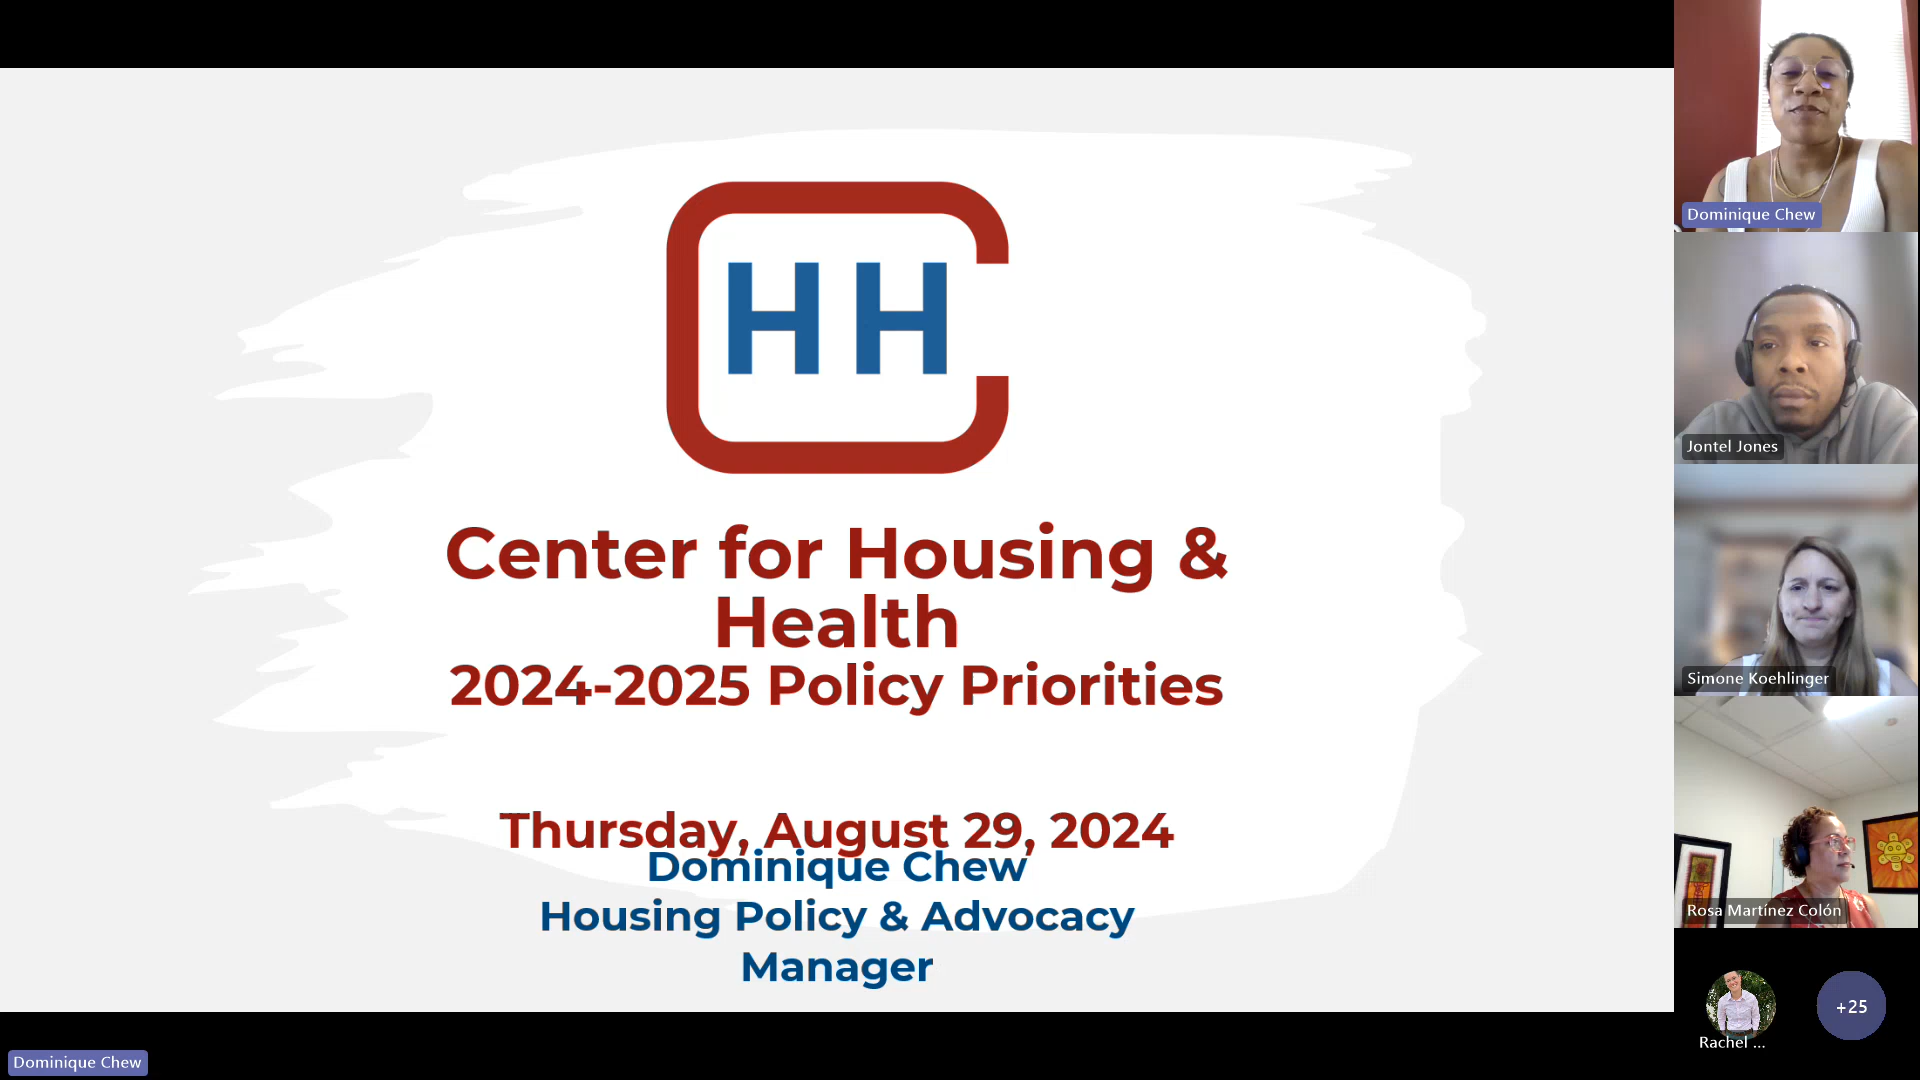 HH
Center for Housing &
Health
2024-2025 Policy Priorities
Thursday, August 29, 2024
Dominique Chew
Housing Policy & Advocacy
Manager
Dominique Chew
Dominique Chew
Jontel Jones
Simone Koehlinger
Rosa Martínez Colón
Rachel ...
+25